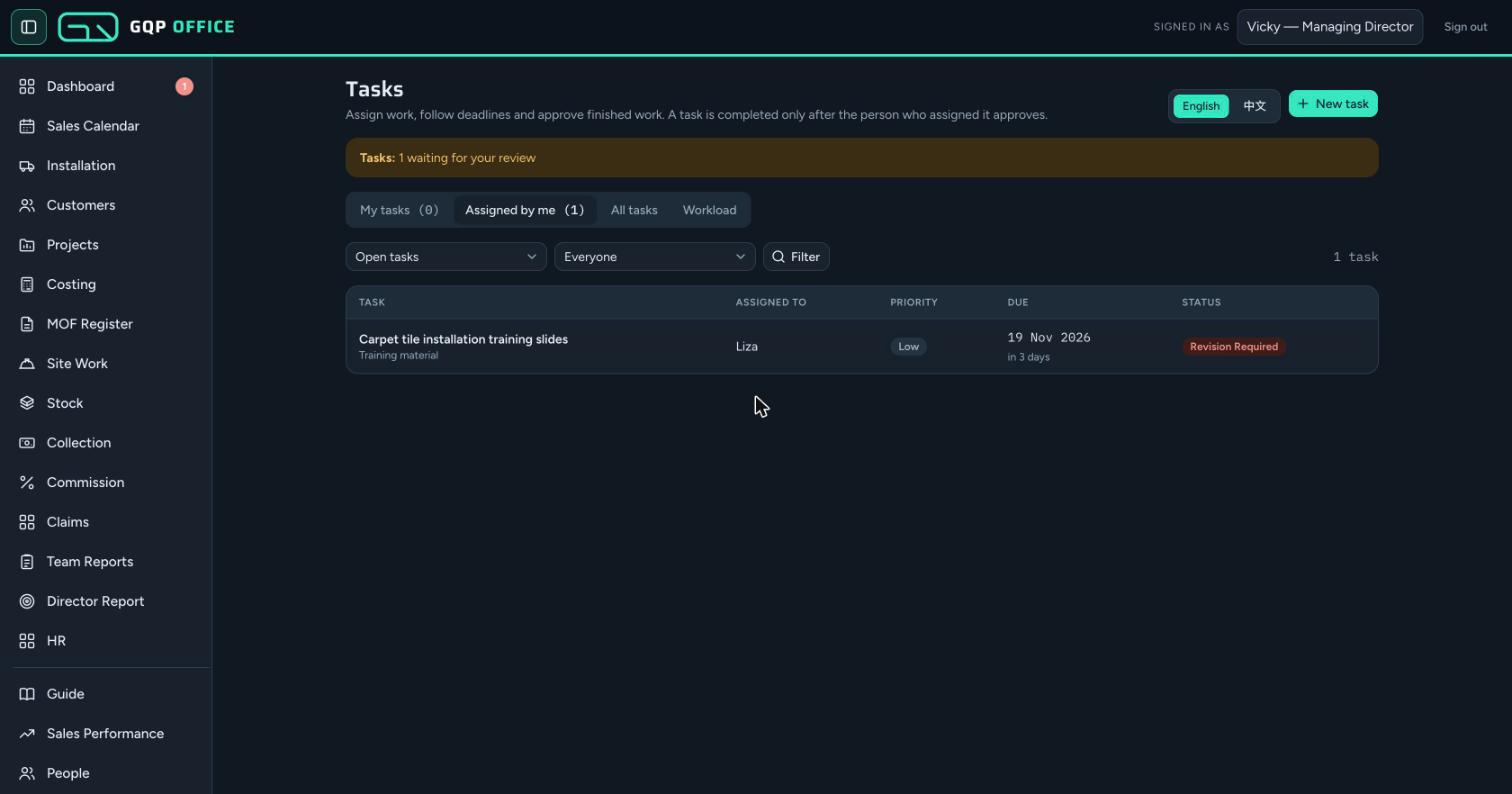 GQP OFFICE
SIGNED IN AS
Vicky — Managing Director
Sign out
Dashboard
1
Sales Calendar
Installation
Customers
Projects
Costing
MOF Register
Site Work
Stock
Collection
Commission
Claims
Team Reports
Director Report
HR
Guide
Sales Performance
People
Tasks
Assign work, follow deadlines and approve finished work. A task is completed only after the person who assigned it approves.
English
中文
New task
Tasks: 1 waiting for your review
My tasks (0)
Assigned by me (1)
All tasks
Workload
Open tasks
Everyone
Filter
1 task
TASK
ASSIGNED TO
PRIORITY
DUE
STATUS
Carpet tile installation training slides
Training material
Liza
Low
19 Nov 2026
in 3 days
Revision Required